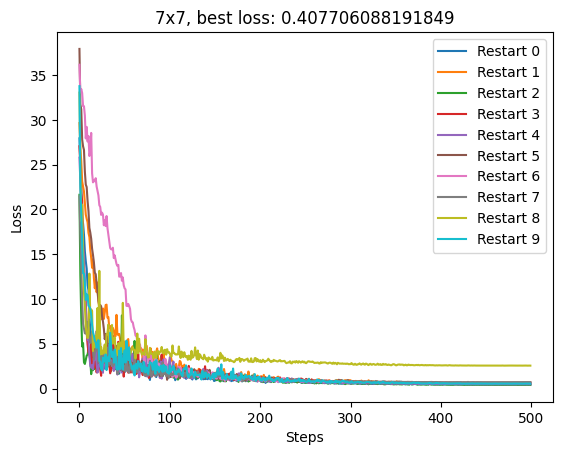 7x7, best loss: 0.407706088191849
Restart 0
Restart 1
Restart 2
Restart 3
Restart 4
Restart 5
Restart 6
Restart 7
Restart 8
Restart 9
Loss
35
30
25
20
15
10
5
0
0 100 200 300 400 500
Steps